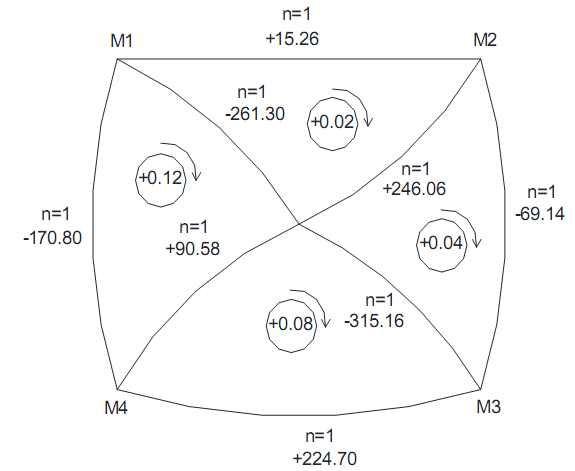 n=1
+15.26
M1
M2
n=1
-261.30
+0.02
+0.12
n=1
+246.06
n=1
-69.14
n=1
-170.80
n=1
+90.58
+0.04
n=1
-315.16
+0.08
M4
M3
n=1
+224.70